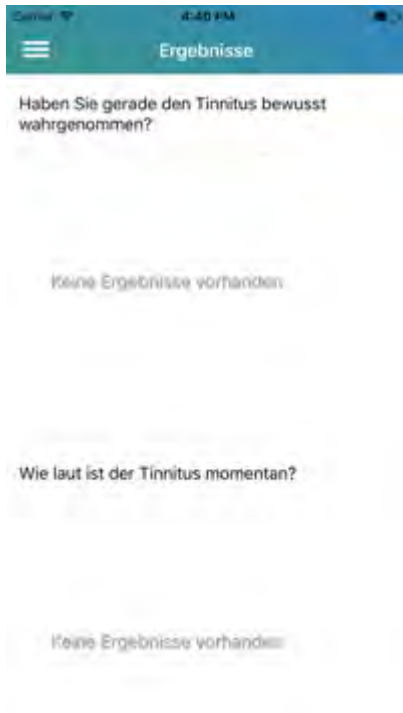 Carrier 4:40 PM
Ergebnisse
Haben Sie gerade den Tinnitus bewusst
wahrgenommen?
Keine Ergebnisse vorhanden
Wie laut ist der Tinnitus momentan?
Keine Ergebnisse vorhanden